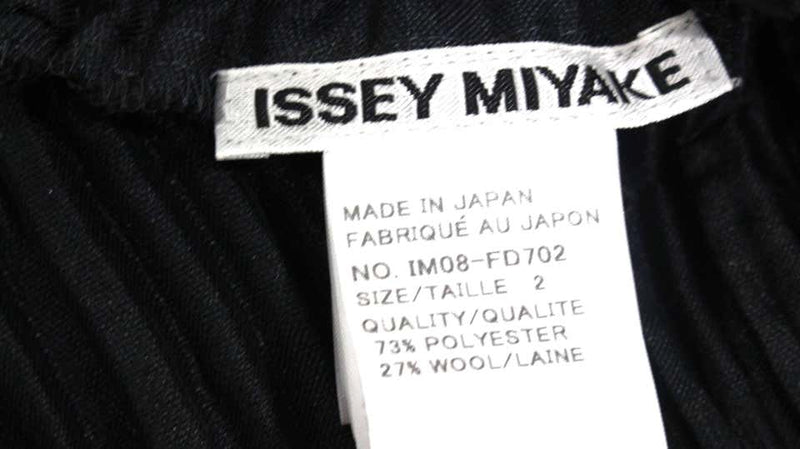 ISSEY MIYAKE
MADE IN JAPAN
FABRIQUÉ AU JAPON
NO. IM08-FD702
SIZE/TAILLE 2
QUALITY/QUALITE
73% POLYESTER
27% WOOL/LAINE